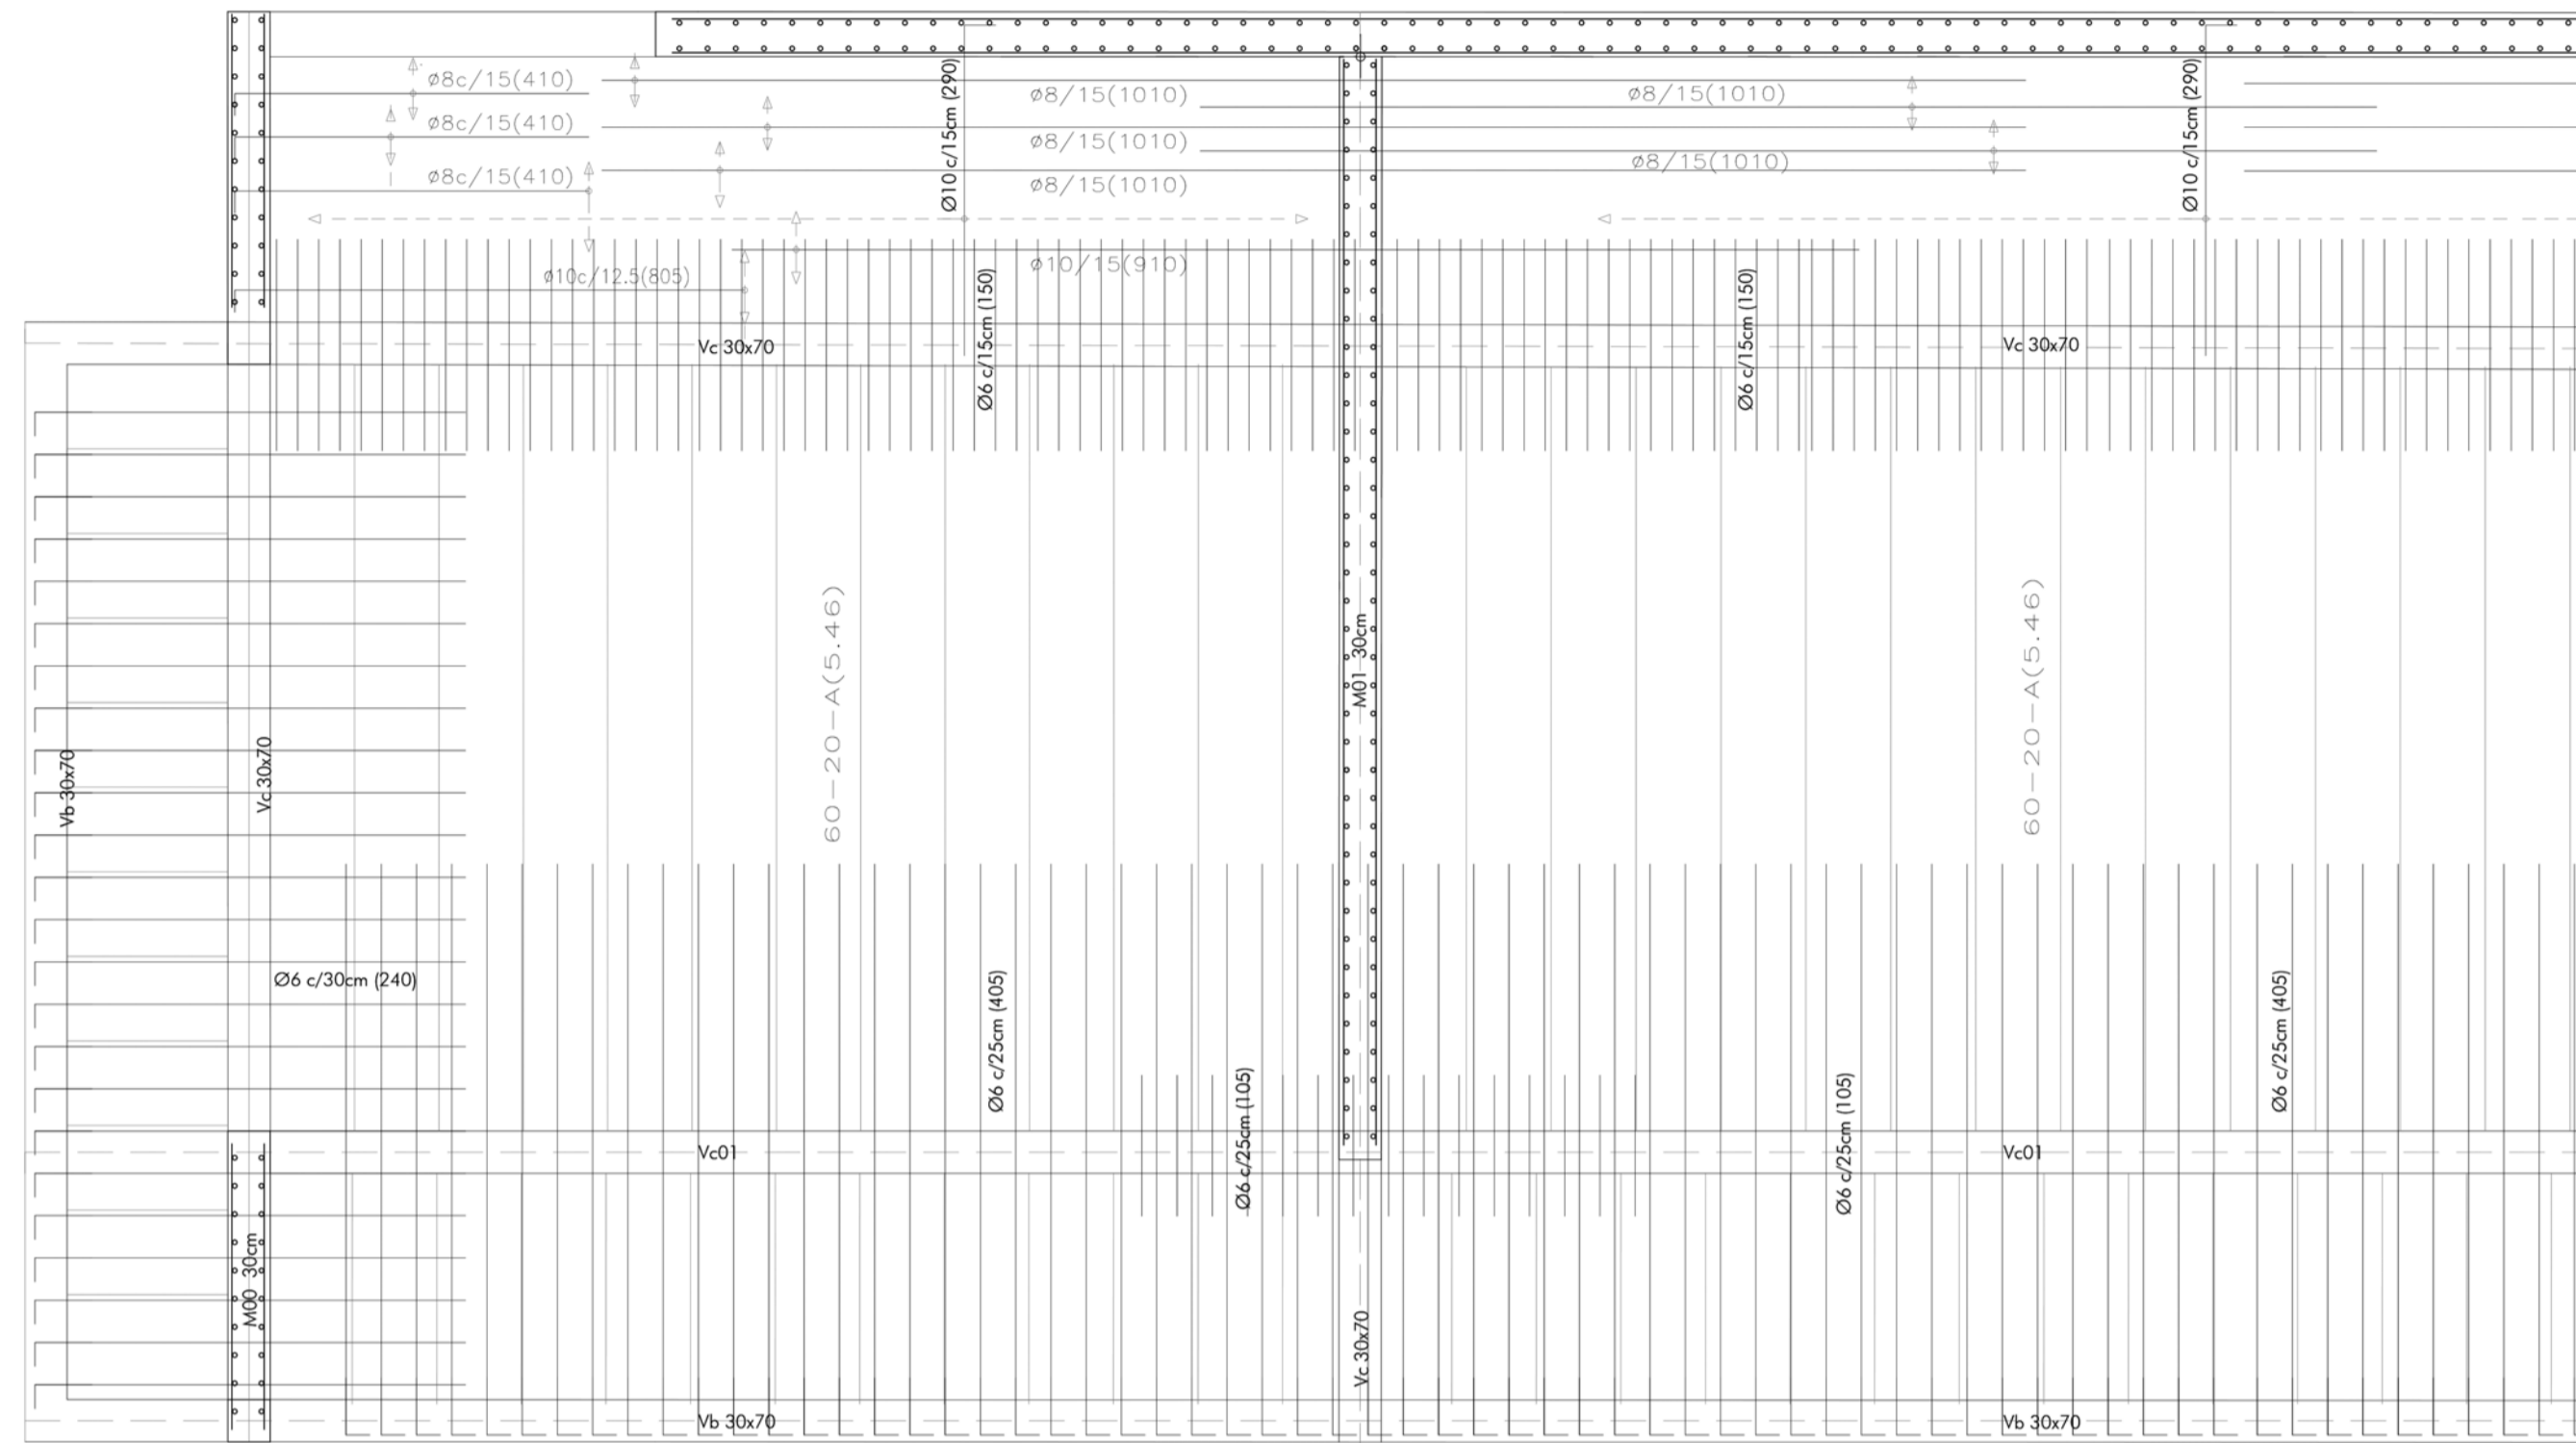 ø8c/15(410)
ø8/15(1010)
ø8/15(1010)
ø8c/15(410)
ø8/15(1010)
ø8/15(1010)
ø8c/15(410)
ø8/15(1010)
Ø10 c/15cm (290)
Ø10 c/15cm (290)
ø10c/12.5(805)
ø10/15(910)
Ø6 c/15cm (150)
Ø6 c/15cm (150)
Vc 30x70
Vc 30x70
60-20-A(5.46)
60-20-A(5.46)
M01 30cm
Vb 30x70
Vc 30x70
Ø6 c/30cm (240)
Ø6 c/25cm (405)
Ø6 c/25cm (405)
Ø6 c/25cm (105)
Ø6 c/25cm (105)
Vc01
Vc01
M00 30cm
Vc 30x70
Vb 30x70
Vb 30x70